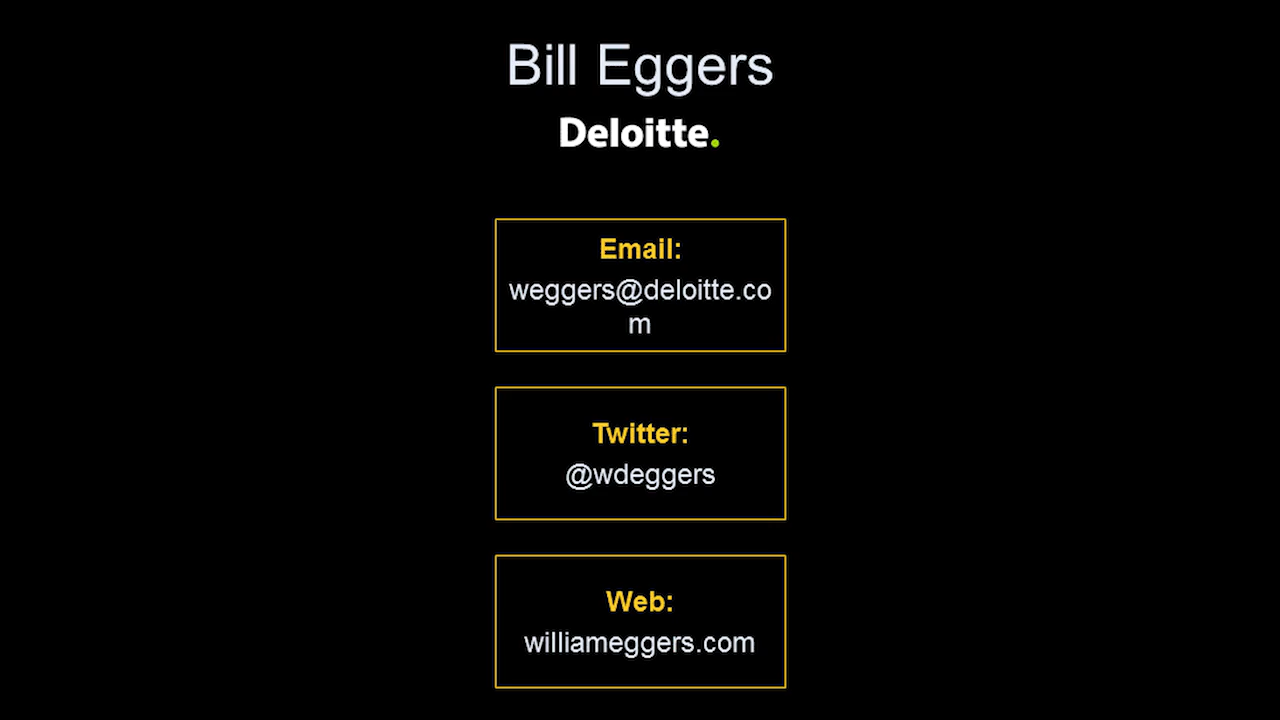 Bill Eggers
Deloitte.
Email:
weggers@deloitte.co
m
Twitter:
@wdeggers
Web:
williameggers.com